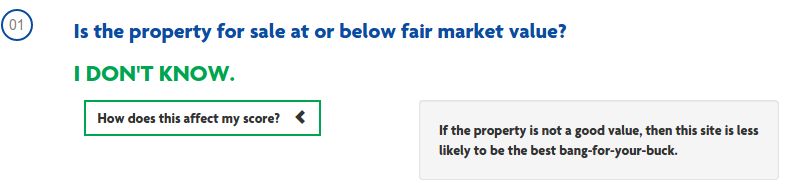 01
Is the property for sale at or below fair market value?
I DON'T KNOW.
How does this affect my score?
If the property is not a good value, then this site is less
likely to be the best bang-for-your-buck.